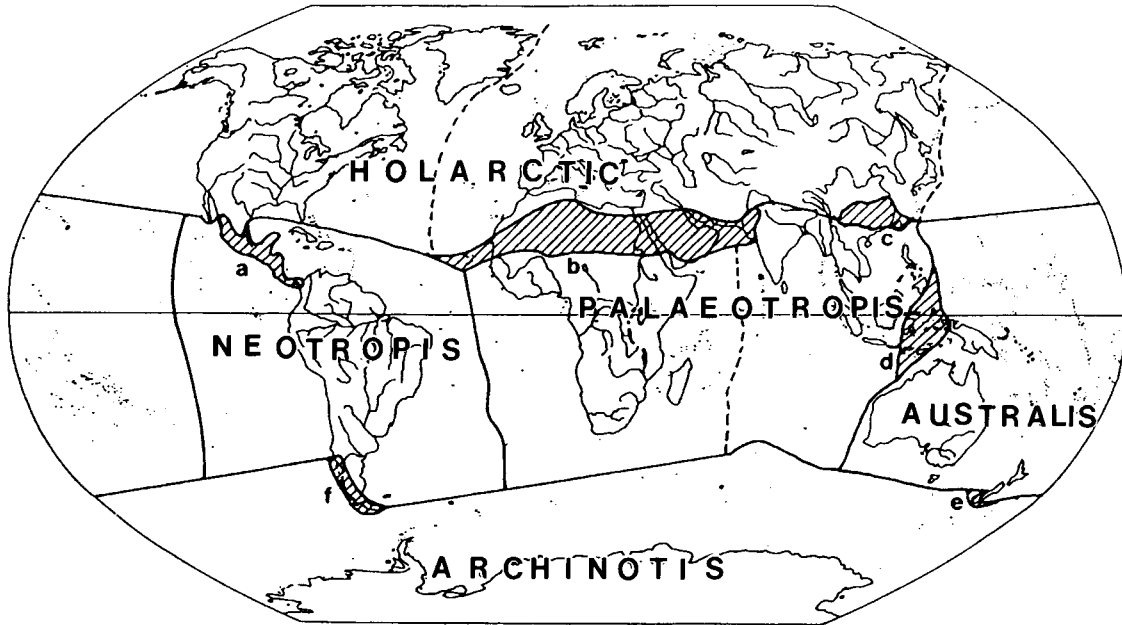 HOLARCTIC
c
a
b
PALAEOTROPIS
NEOTROPIS
d
AUSTRALIS
f
e
ARCHINOTIS